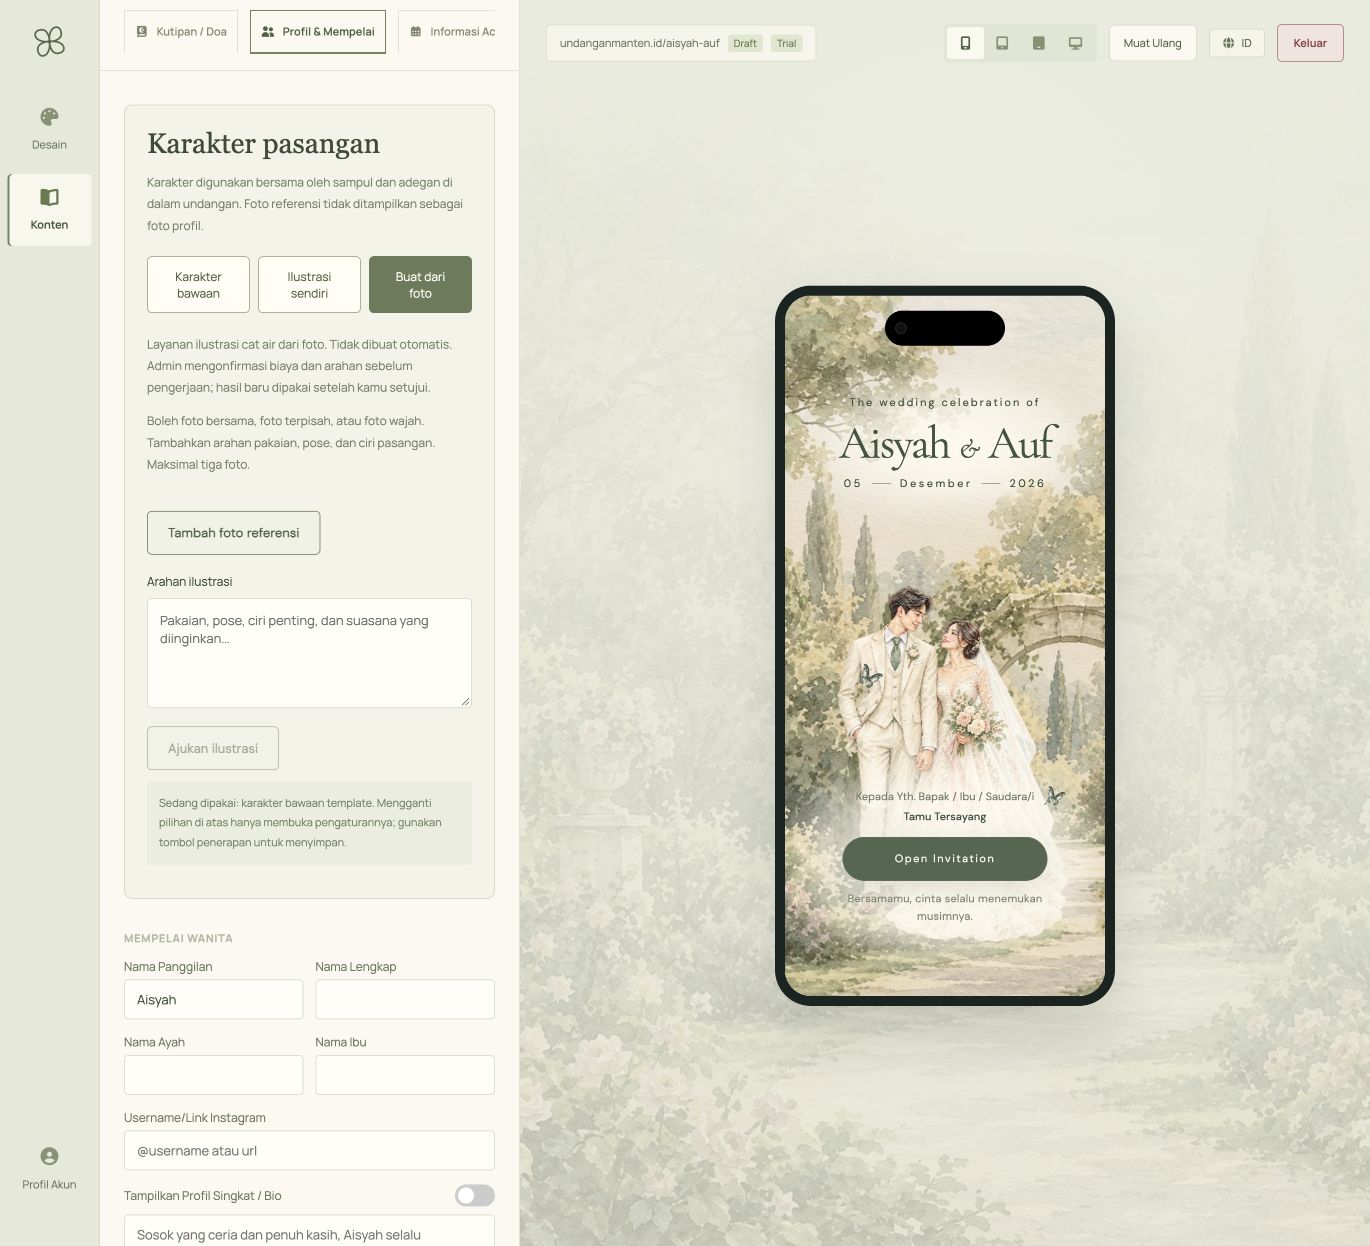 Desain
Konten
Profil Akun
Kutipan / Doa
Profil & Mempelai
Informasi Ac
Karakter pasangan
Karakter digunakan bersama oleh sampul dan adegan di
dalam undangan. Foto referensi tidak ditampilkan sebagai
foto profil.
Karakter
bawaan
Ilustrasi
sendiri
Buat dari
foto
Layanan ilustrasi cat air dari foto. Tidak dibuat otomatis.
Admin mengonfirmasi biaya dan arahan sebelum
pengerjaan; hasil baru dipakai setelah kamu setujui.
Boleh foto bersama, foto terpisah, atau foto wajah.
Tambahkan arahan pakaian, pose, dan ciri pasangan.
Maksimal tiga foto.
Tambah foto referensi
Arahan ilustrasi
Pakaian, pose, ciri penting, dan suasana yang
diinginkan...
Ajukan ilustrasi
Sedang dipakai: karakter bawaan template. Mengganti
pilihan di atas hanya membuka pengaturannya; gunakan
tombol penerapan untuk menyimpan.
MEMPELAI WANITA
Nama Panggilan
Nama Lengkap
Aisyah
Nama Ayah
Nama Ibu
Username/Link Instagram
@username atau url
Tampilkan Profil Singkat / Bio
Sosok yang ceria dan penuh kasih, Aisyah selalu
undanganmanten.id/aisyah-auf
Draft
Trial
Muat Ulang
ID
Keluar
The wedding celebration of
Aisyah & Auf
05 — Desember — 2026
Kepada Yth. Bapak / Ibu / Saudara/i
Tamu Tersayang
Open Invitation
Bersamamu, cinta selalu menemukan
musimnya.